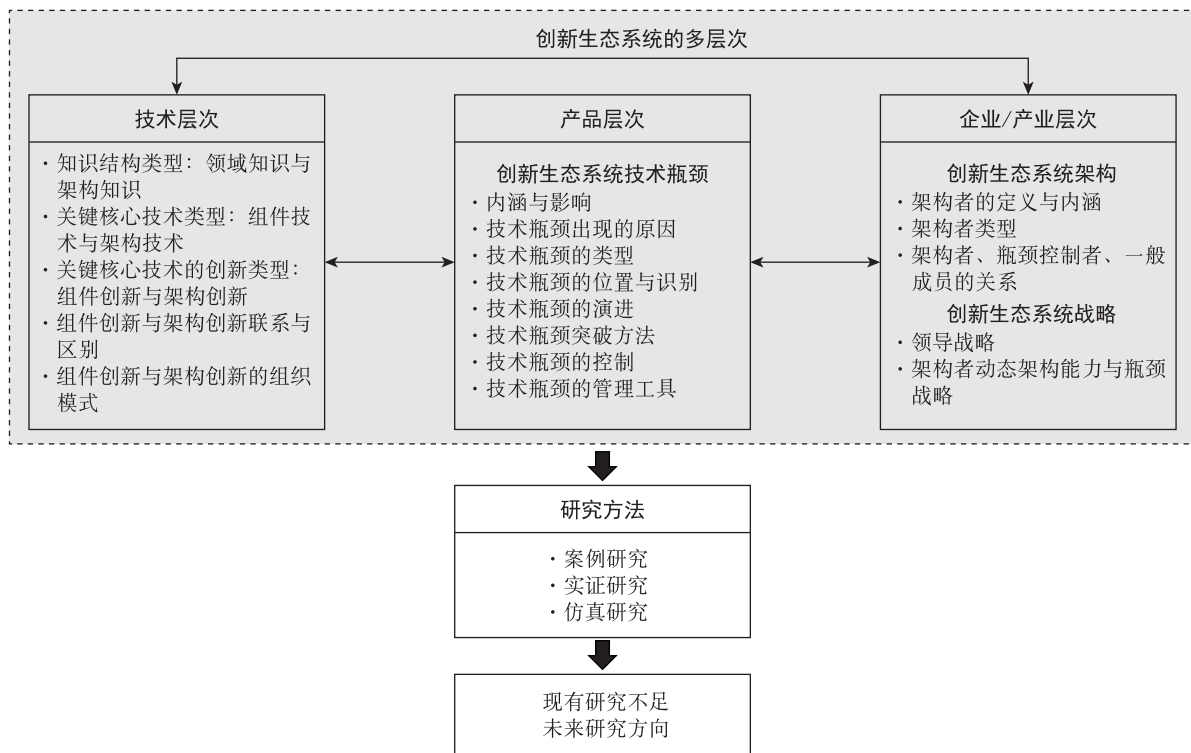 创新生态系统的多层次
技术层次
·知识结构类型：领域知识与
架构知识
·关键核心技术类型：组件技
术与架构技术
·关键核心技术的创新类型：
组件创新与架构创新
·组件创新与架构创新联系与
区别
·组件创新与架构创新的组织
模式
产品层次
创新生态系统技术瓶颈
·内涵与影响
·技术瓶颈出现的原因
·技术瓶颈的类型
·技术瓶颈的位置与识别
·技术瓶颈的演进
·技术瓶颈突破方法
·技术瓶颈的控制
·技术瓶颈的管理工具
企业/产业层次
创新生态系统架构
·架构者的定义与内涵
·架构者类型
·架构者、瓶颈控制者、一般
成员的关系
创新生态系统战略
·领导战略
·架构者动态架构能力与瓶颈
战略
研究方法
·案例研究
·实证研究
·仿真研究
现有研究不足
未来研究方向